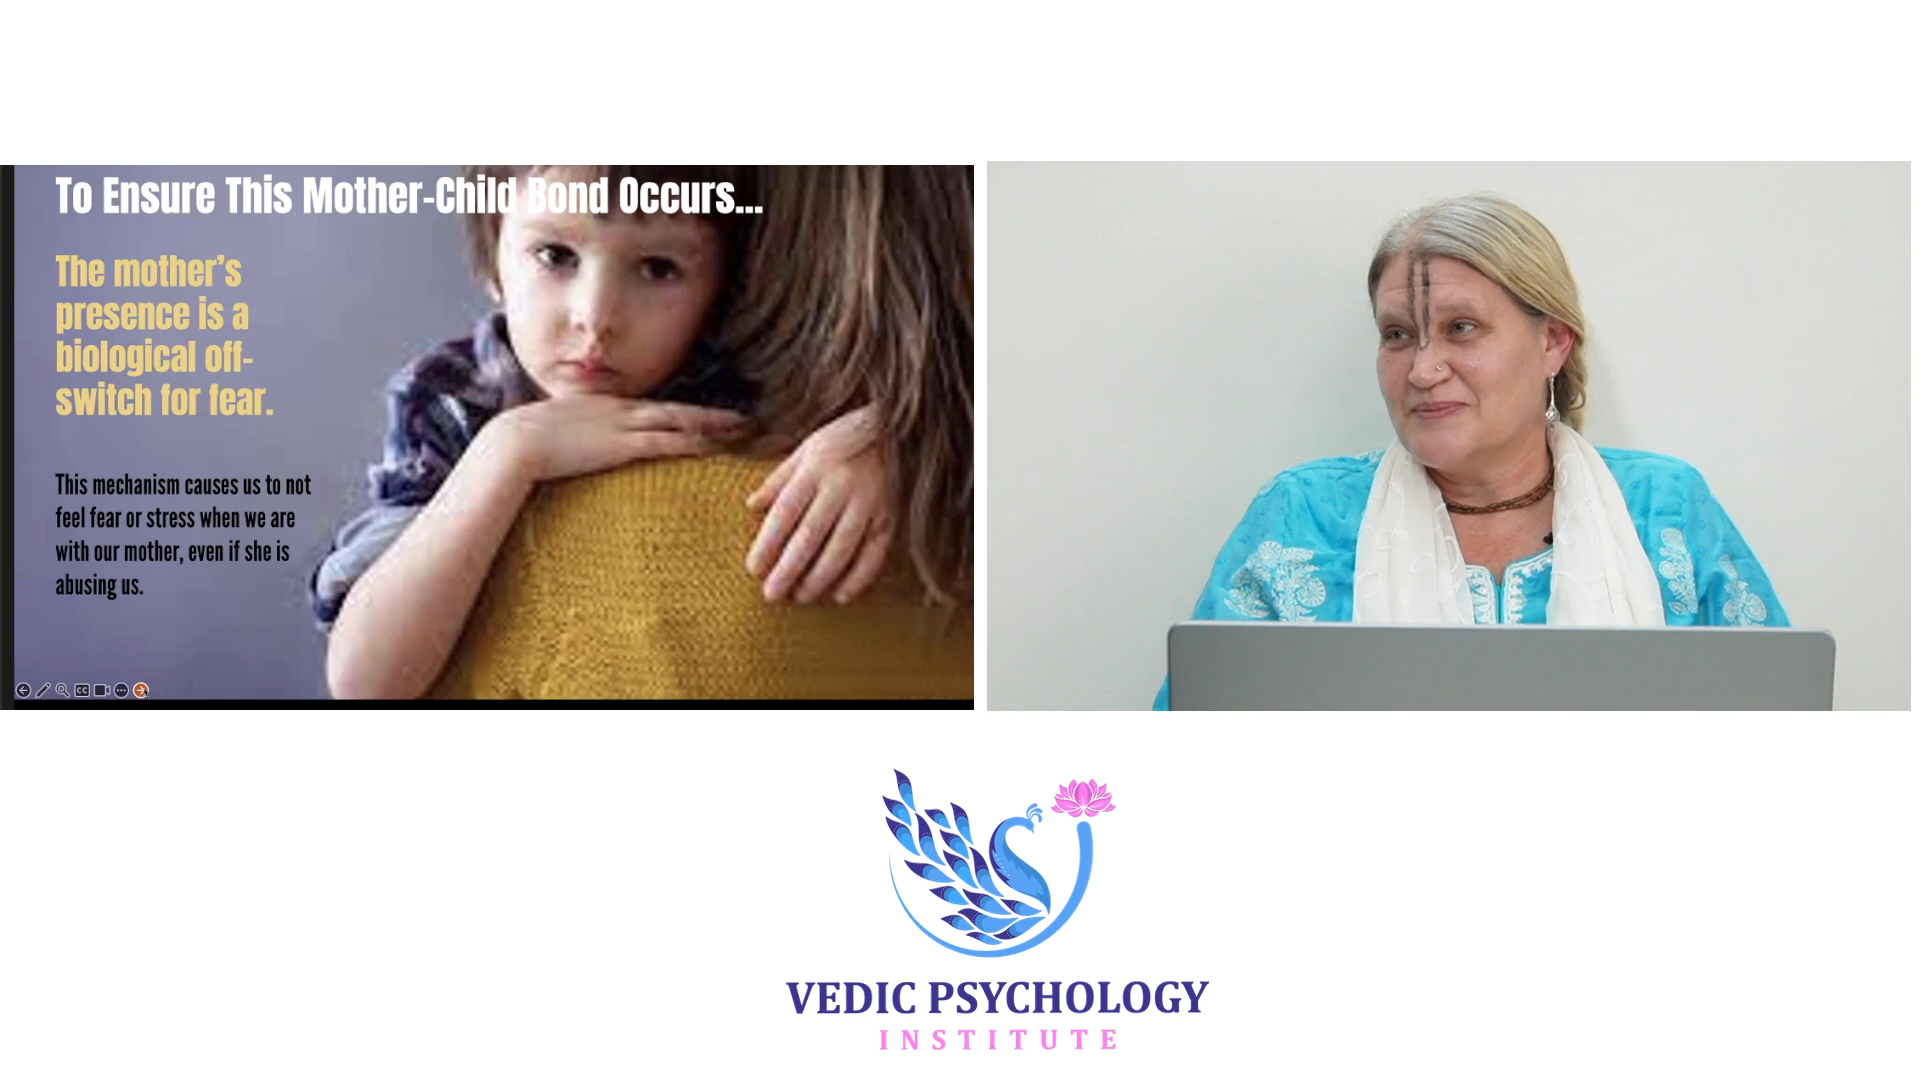 To Ensure This Mother-Child Bond Occurs...
The mother's
presence is a
biological off-
switch for fear.
This mechanism causes us to not
feel fear or stress when we are
with our mother, even if she is
abusing us.
CC
VEDIC PSYCHOLOGY
INSTITUTE